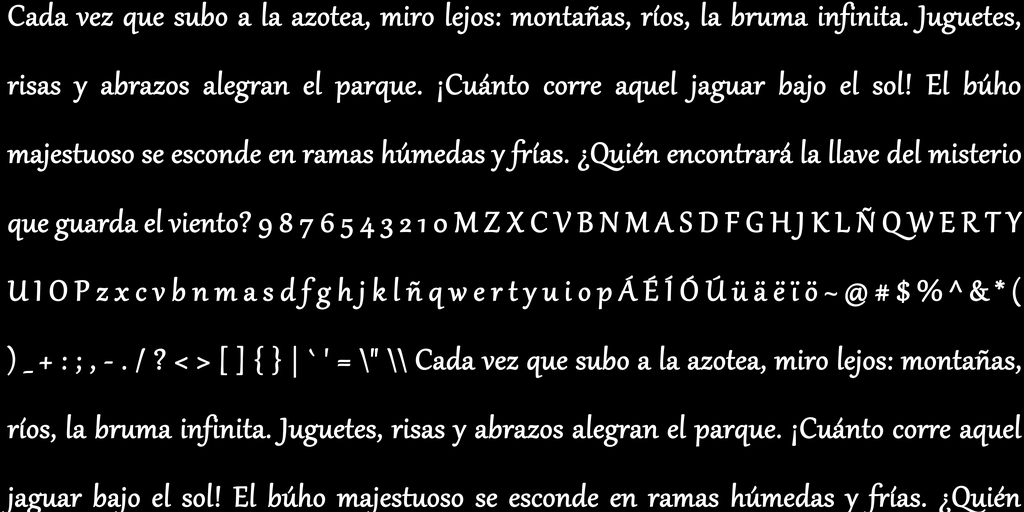 Cada vez que subo a la azotea, miro lejos: montañas, ríos, la bruma infinita. Juguetes,
risas y abrazos alegran el parque. ¡Cuánto corre aquel jaguar bajo el sol! El búho
majestuoso se esconde en ramas húmedas y frías. ¿Quién encontrará la llave del misterio
que guarda el viento? 9 8 7 6 5 4 3 2 1 0 M Z X C V B N M A S D F G H J K L Ñ Q W E R T Y
U I O P z x c v b n m a s d f g h j k l ñ q w e r t y u i o p Á É Í Ó Ú ü ä ë ï ö ~ @ # $ % ^ & * (
) _ + : ; , - . / ? < > [ ] { } | ` ' = \" \\ Cada vez que subo a la azotea, miro lejos: montañas,
ríos, la bruma infinita. Juguetes, risas y abrazos alegran el parque. ¡Cuánto corre aquel
jaguar bajo el sol! El búho majestuoso se esconde en ramas húmedas y frías. ¿Quién